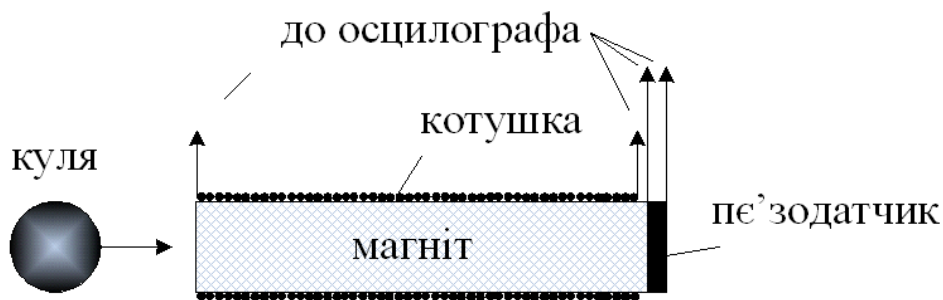 до осцилографа
котушка
куля
пє’зодатчик
магніт